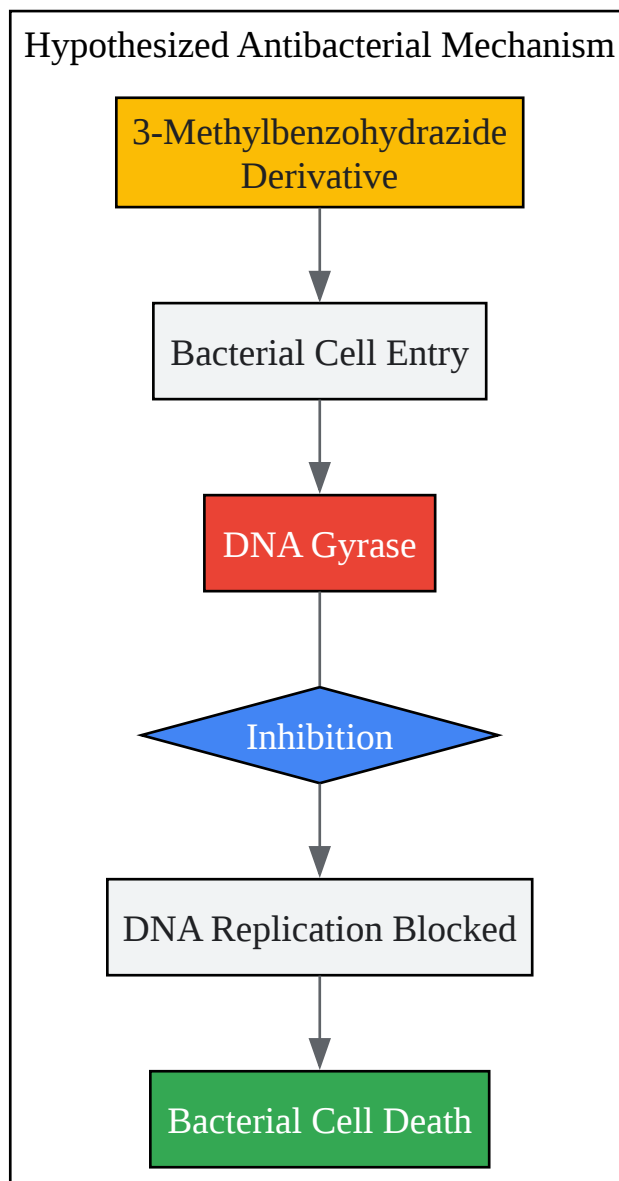 Hypothesized Antibacterial Mechanism
3-Methylbenzohydrazide
Derivative
Bacterial Cell Entry
DNA Gyrase
Inhibition
DNA Replication Blocked
Bacterial Cell Death